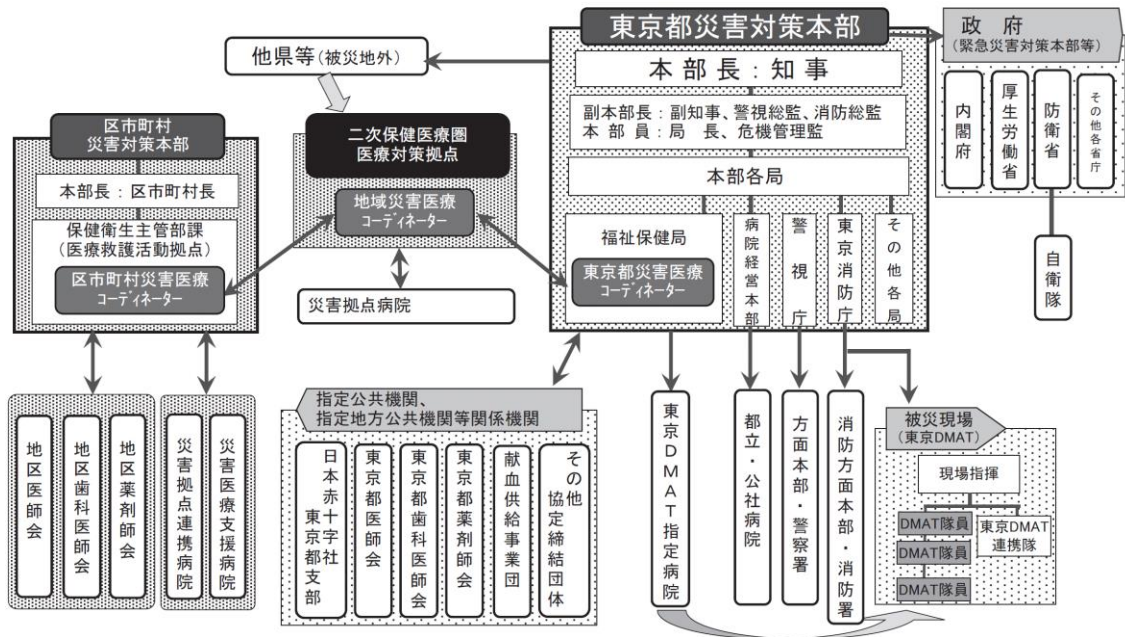 東京都災害対策本部
本部長：知事
副本部長：副知事、警視総監、消防総監
本 部 員：局 長、危機管理監
本部各局
福祉保健局
東京都災害医療
コーディネーター
病院経営本部
警視庁
東京消防庁
その他各局
政 府
(緊急災害対策本部等)
内閣府
厚生労働省
防衛省
その他各省庁
自衛隊
他県等(被災地外)
二次保健医療圏
医療対策拠点
地域災害医療
コーディネーター
災害拠点病院
区市町村
災害対策本部
本部長：区市町村長
保健衛生主管部課
(医療救護活動拠点)
区市町村災害医療
コーディネーター
地区医師会
地区歯科医師会
地区薬剤師会
災害拠点連携病院
災害医療支援病院
指定公共機関、
指定地方公共機関等関係機関
日本赤十字社
東京都支部
東京都医師会
東京都歯科医師会
東京都薬剤師会
献血供給事業団
その他
協定締結団体
東京DMAT指定病院
都立・公社病院
方面本部・警察署
消防方面本部・消防署
被災現場
(東京DMAT)
現場指揮
DMAT隊員
DMAT隊員
DMAT隊員
東京DMAT
連携隊